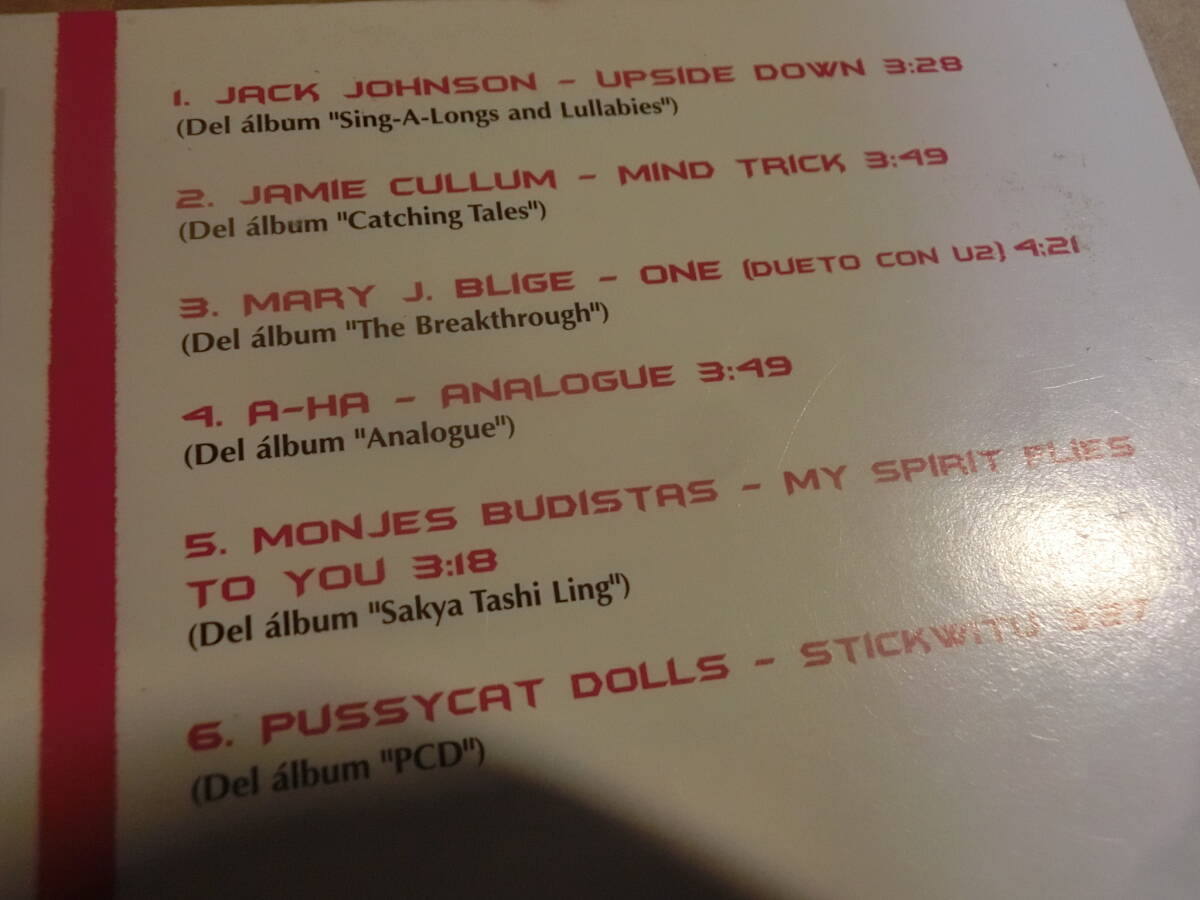 1. JACK JOHNSON - UPSIDE DOWN 3:28
(Del álbum "Sing-A-Longs and Lullabies")
2. JAMIE CULLUM - MIND TRICK 3:49
(Del álbum "Catching Tales")
3. MARY J. BLIGE - ONE (DUETO CON U2) 4:21
(Del álbum "The Breakthrough")
4. A-HA - ANALOGUE 3:49
(Del álbum "Analogue")
5. MONJES BUDISTAS - MY SPIRIT FLIES
TO YOU 3:18
(Del álbum "Sakya Tashi Ling")
6. PUSSYCAT DOLLS - STICKWITU
(Del álbum "PCD")